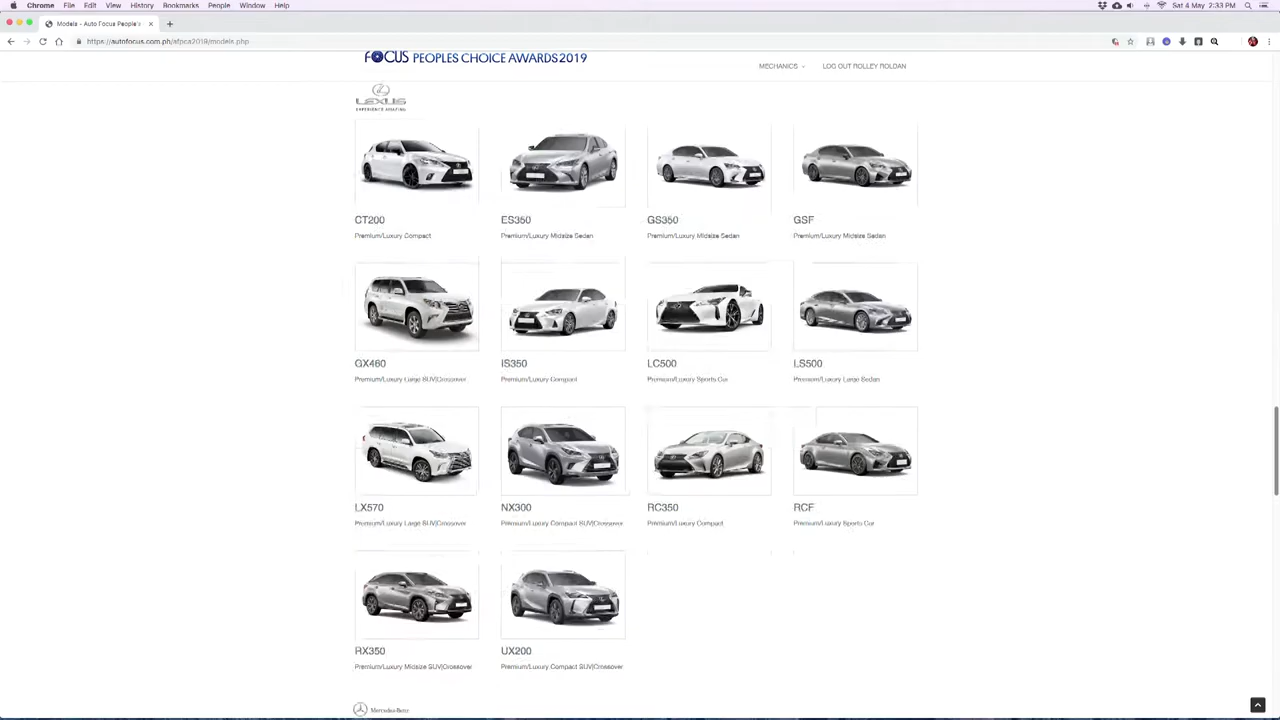 Chrome File Edit View History Bookmarks People Window Help
Sat 4 May 2:33 PM
Models - Auto Focus People's
https://autofocus.com.ph/afpca2019/models.php
FOCUS PEOPLES CHOICE AWARDS 2019
MECHANICS
LOG OUT ROLLEY ROLDAN
LEXUS
EXPERIENCE AMAZING
CT200 ES350 GS350 GSF
Premium/Luxury Compact Premium/Luxury Midsize Sedan Premium/Luxury Midsize Sedan Premium/Luxury Midsize Sedan
GX460 IS350 LC500 LS500
Premium/Luxury Large SUV|Crossover Premium/Luxury Compact Premium/Luxury Sports Car Premium/Luxury Large Sedan
LX570 NX300 RC350 RCF
Premium/Luxury Large SUV|Crossover Premium/Luxury Compact SUV|Crossover Premium/Luxury Compact Premium/Luxury Sports Car
RX350 UX200
Premium/Luxury Midsize SUV|Crossover Premium/Luxury Compact SUV|Crossover
Mercedes-Benz